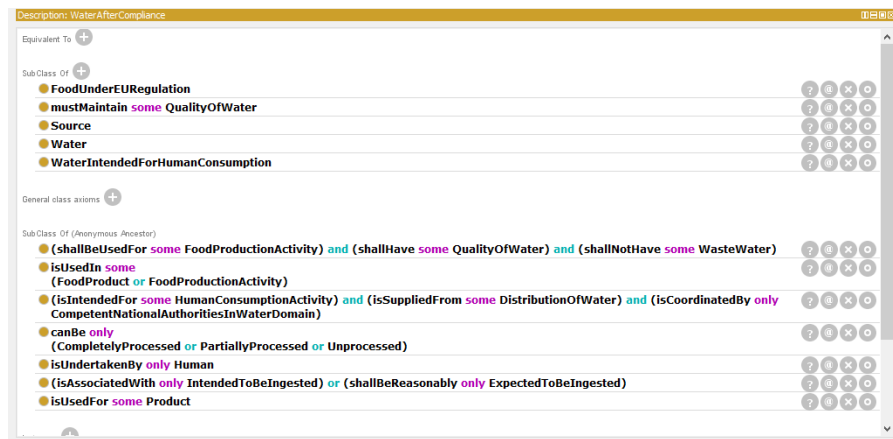 Description: WaterAfterCompliance
Equivalent To
SubClass Of
FoodUnderEURegulation
mustMaintain some QualityOfWater
Source
Water
WaterIntendedForHumanConsumption
General class axioms
SubClass Of (Anonymous Ancestor)
(shallBeUsedFor some FoodProductionActivity) and (shallHave some QualityOfWater) and (shallNotHave some WasteWater)
isUsedIn some
(FoodProduct or FoodProductionActivity)
(isIntendedFor some HumanConsumptionActivity) and (isSuppliedFrom some DistributionOfWater) and (isCoordinatedBy only
CompetentNationalAuthoritiesInWaterDomain)
canBe only
(CompletelyProcessed or PartiallyProcessed or Unprocessed)
isUndertakenBy only Human
(isAssociatedWith only IntendedToBeIngested) or (shallBeReasonably only ExpectedToBeIngested)
isUsedFor some Product